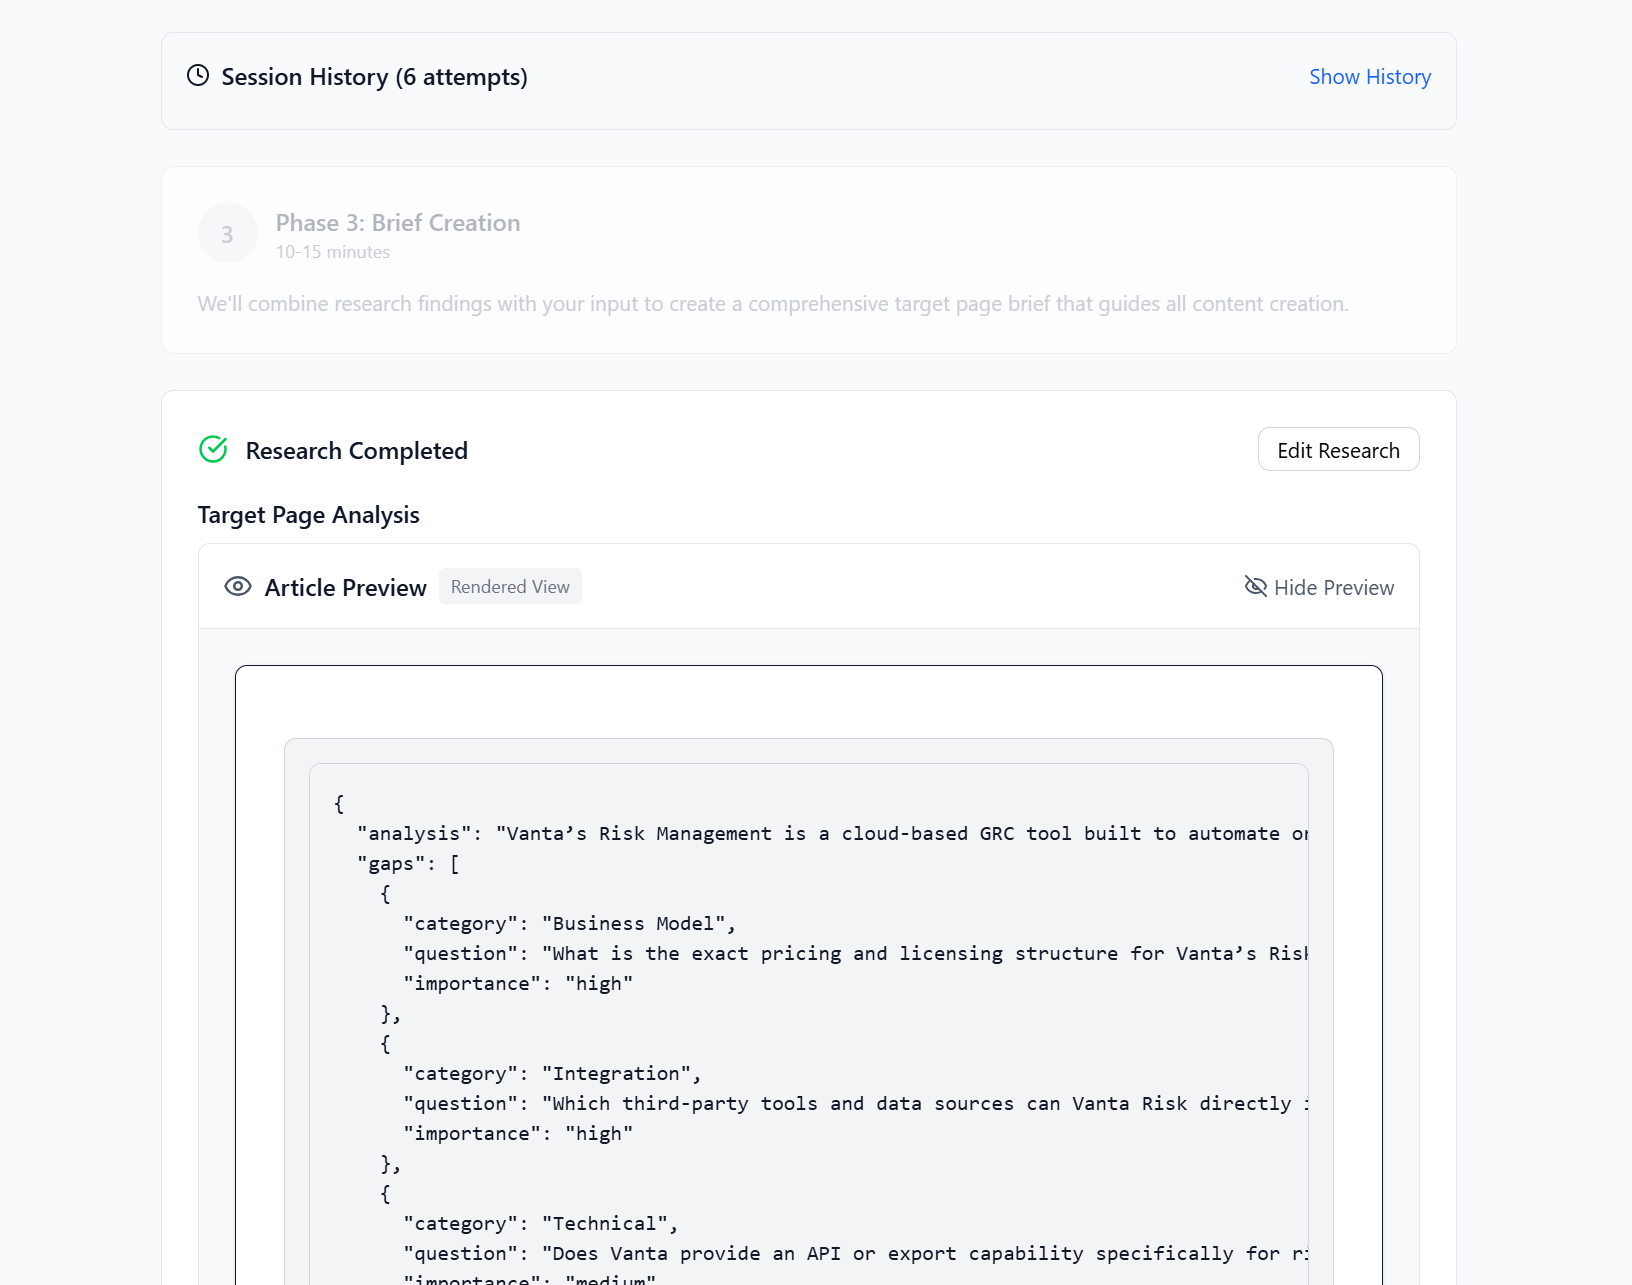 Session History (6 attempts)
Show History
3
Phase 3: Brief Creation
10-15 minutes
We'll combine research findings with your input to create a comprehensive target page brief that guides all content creation.
Research Completed
Edit Research
Target Page Analysis
Article Preview
Rendered View
Hide Preview
{
"analysis": "Vanta’s Risk Management is a cloud-based GRC tool built to automate
"gaps": [
{
"category": "Business Model",
"question": "What is the exact pricing and licensing structure for Vanta’s
"importance": "high"
},
{
"category": "Integration",
"question": "Which third-party tools and data sources can Vanta Risk directly
"importance": "high"
},
{
"category": "Technical",
"question": "Does Vanta provide an API or export capability specifically for
"importance": "medium"